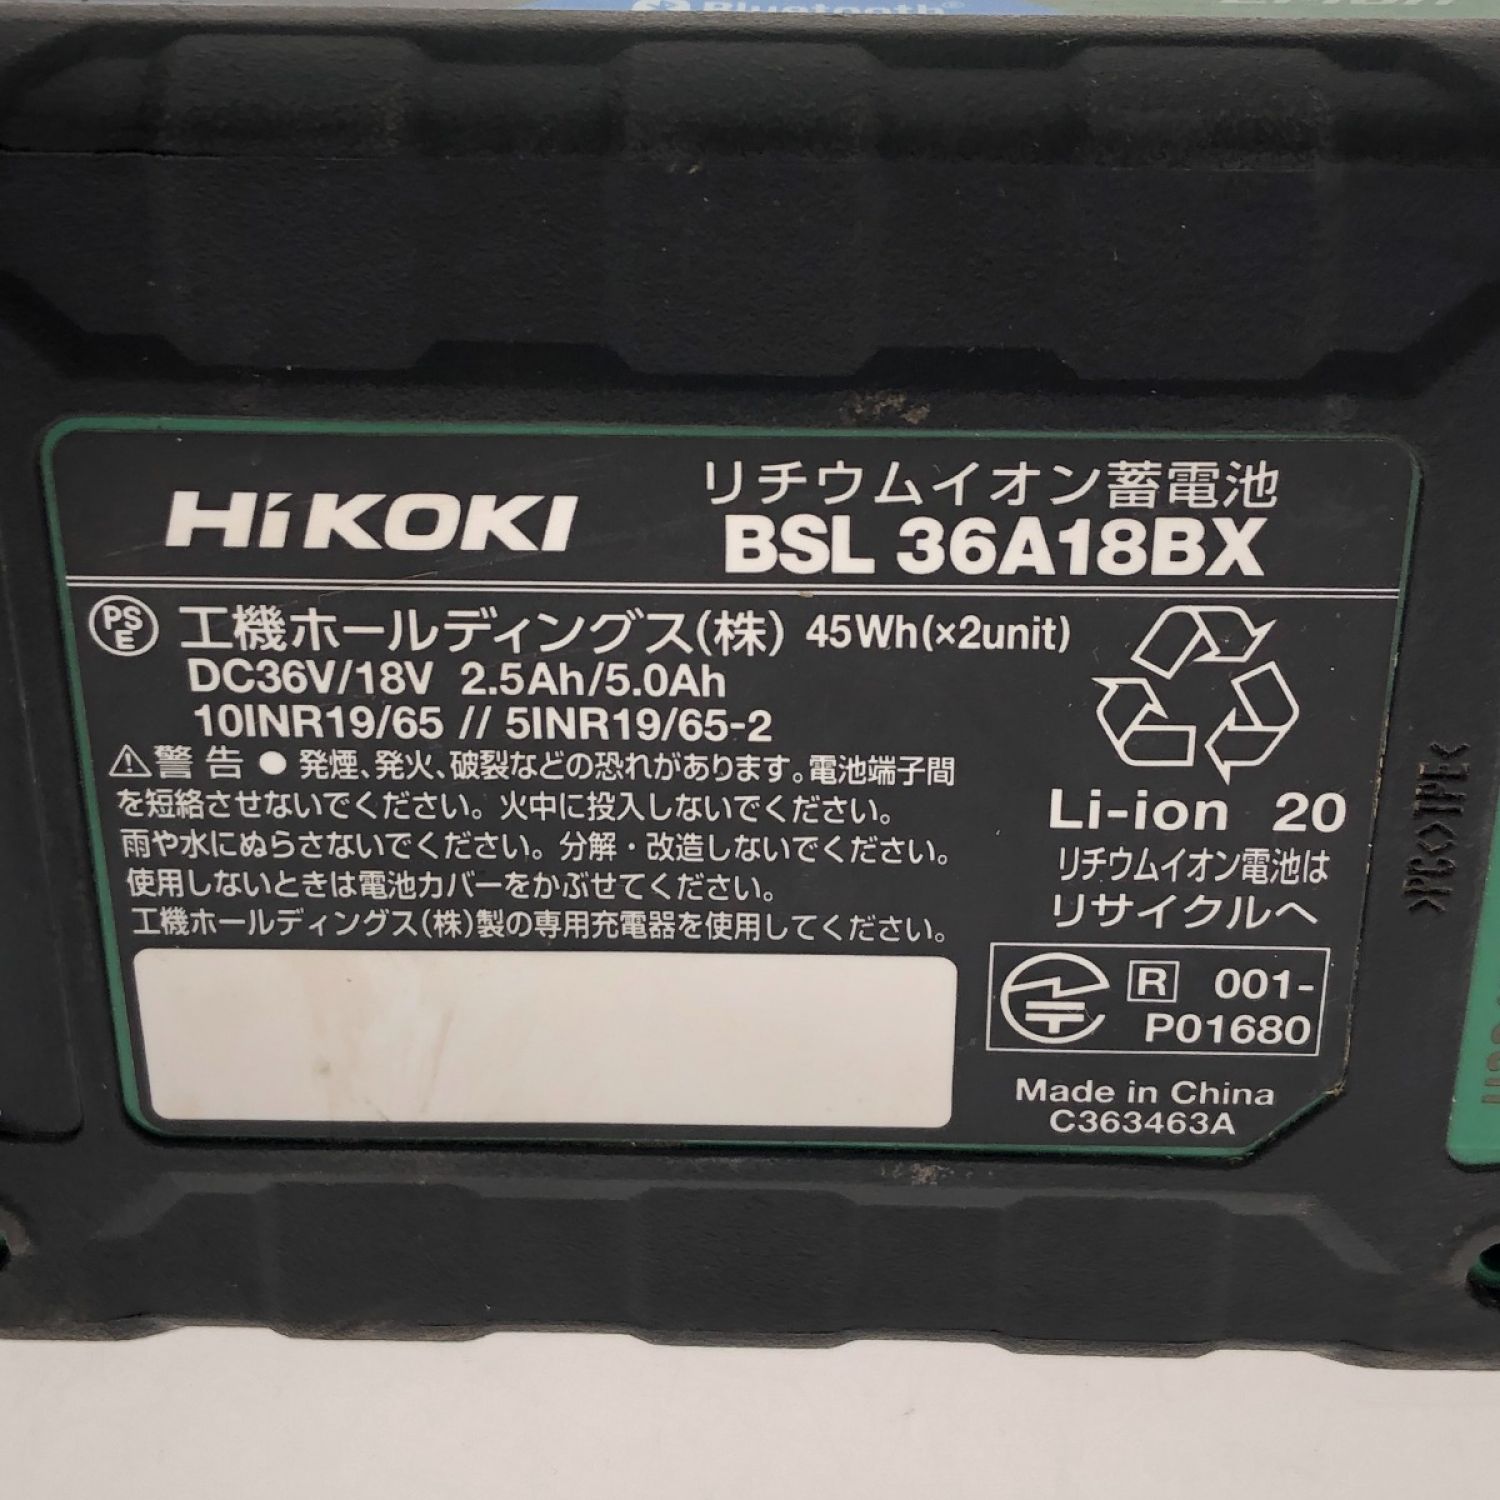 Bluetooth®
HiKOKI
リチウムイオン蓄電池
BSL 36A18BX
PS E
工機ホールディングス(株) 45Wh(×2unit)
DC36V/18V 2.5Ah/5.0Ah
10INR19/65 // 5INR19/65-2
⚠警告 ● 発煙、発火、破裂などの恐れがあります。電池端子間
を短絡させないでください。火中に投入しないでください。
雨や水にぬらさないでください。分解・改造しないでください。
使用しないときは電池カバーをかぶせてください。
工機ホールディングス(株)製の専用充電器を使用してください。
Li-ion 20
リチウムイオン電池は
リサイクルへ
R 001-
P01680
Made in China
C363463A
>PC<>TPE<